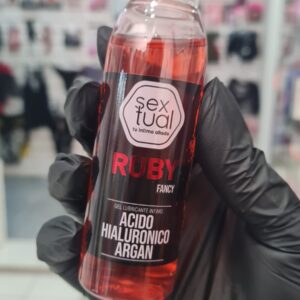 sex
tual
Tu íntimo aliado
RUBY
FANCY
GEL LUBRICANTE INTIMO
ACIDO
HIALURONICO
ARGAN